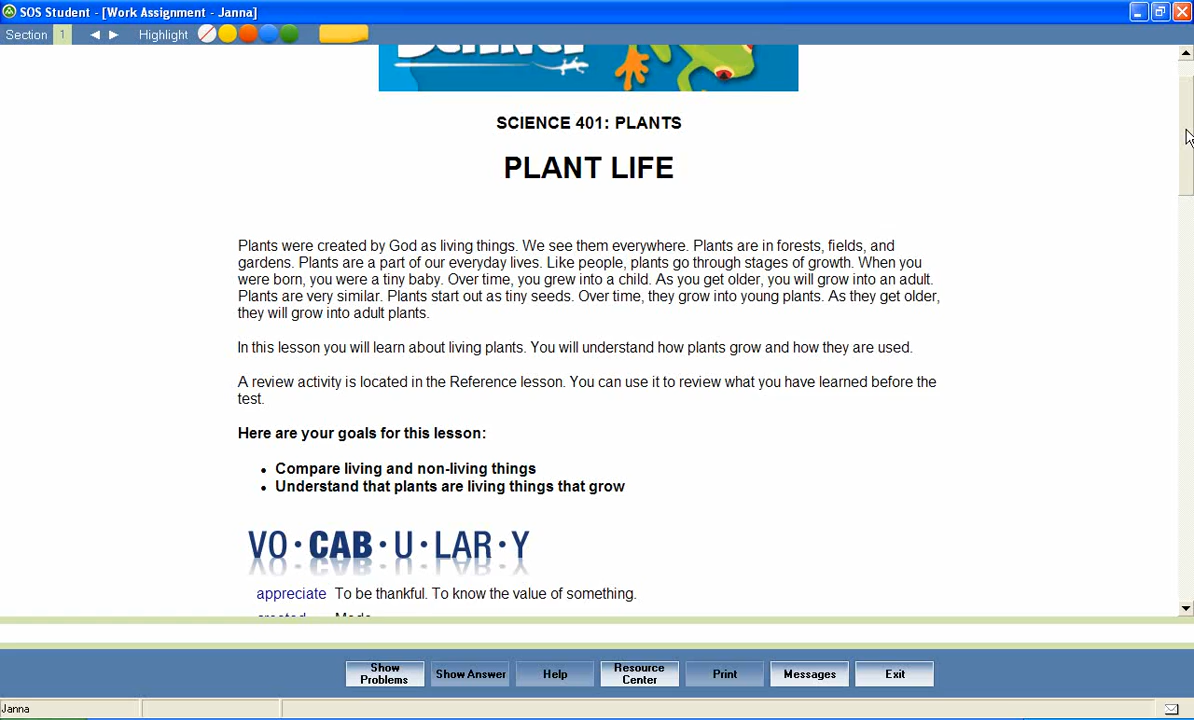 SOS Student - [Work Assignment - Janna]
Section 1 Highlight
SCIENCE
SCIENCE 401: PLANTS
PLANT LIFE
Plants were created by God as living things. We see them everywhere. Plants are in forests, fields, and
gardens. Plants are a part of our everyday lives. Like people, plants go through stages of growth. When you
were born, you were a tiny baby. Over time, you grew into a child. As you get older, you will grow into an adult.
Plants are very similar. Plants start out as tiny seeds. Over time, they grow into young plants. As they get older,
they will grow into adult plants.
In this lesson you will learn about living plants. You will understand how plants grow and how they are used.
A review activity is located in the Reference lesson. You can use it to review what you have learned before the
test.
Here are your goals for this lesson:
• Compare living and non-living things
• Understand that plants are living things that grow
VO·CAB·U·LAR·Y
appreciate To be thankful. To know the value of something.
created Made
Show Problems Show Answer Help Resource Center Print Messages Exit
Janna